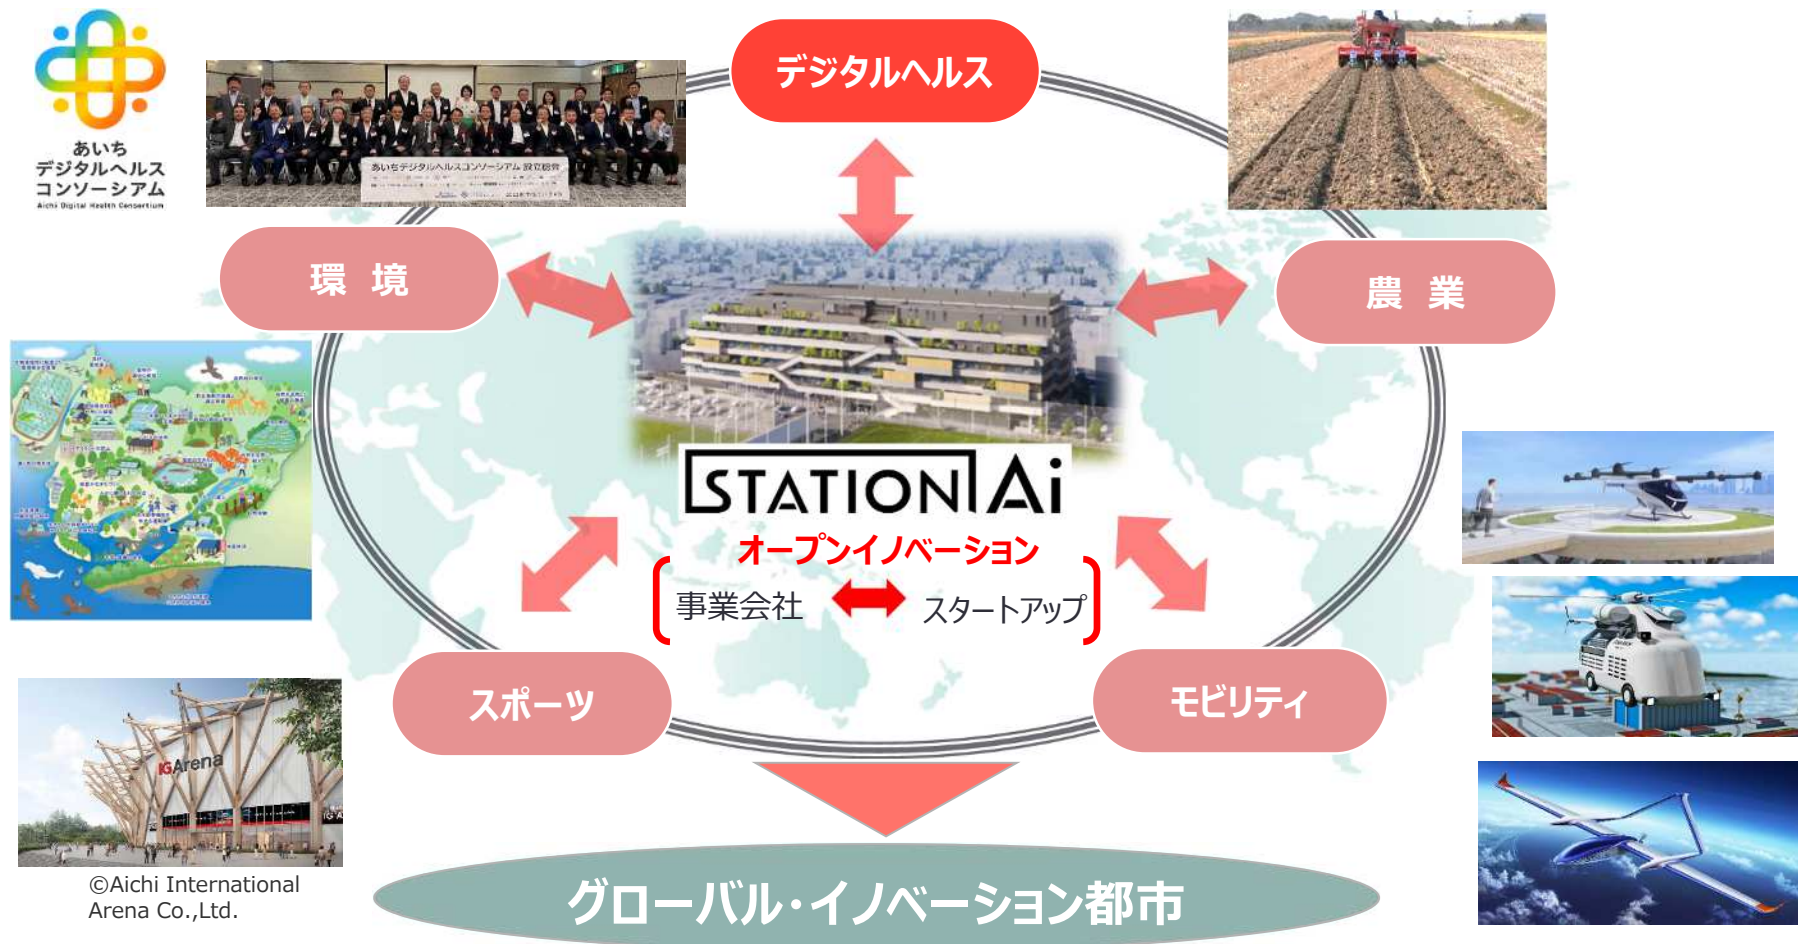 デジタルヘルス
あいち
デジタルヘルス
コンソーシアム
Aichi Digital Health Consortium
あいちデジタルヘルスコンソーシアム 設立総会
環 境
農 業
STATION Ai
オープンイノベーション
事業会社
スタートアップ
スポーツ
モビリティ
IGArena
©Aichi International
Arena Co.,Ltd.
グローバル・イノベーション都市